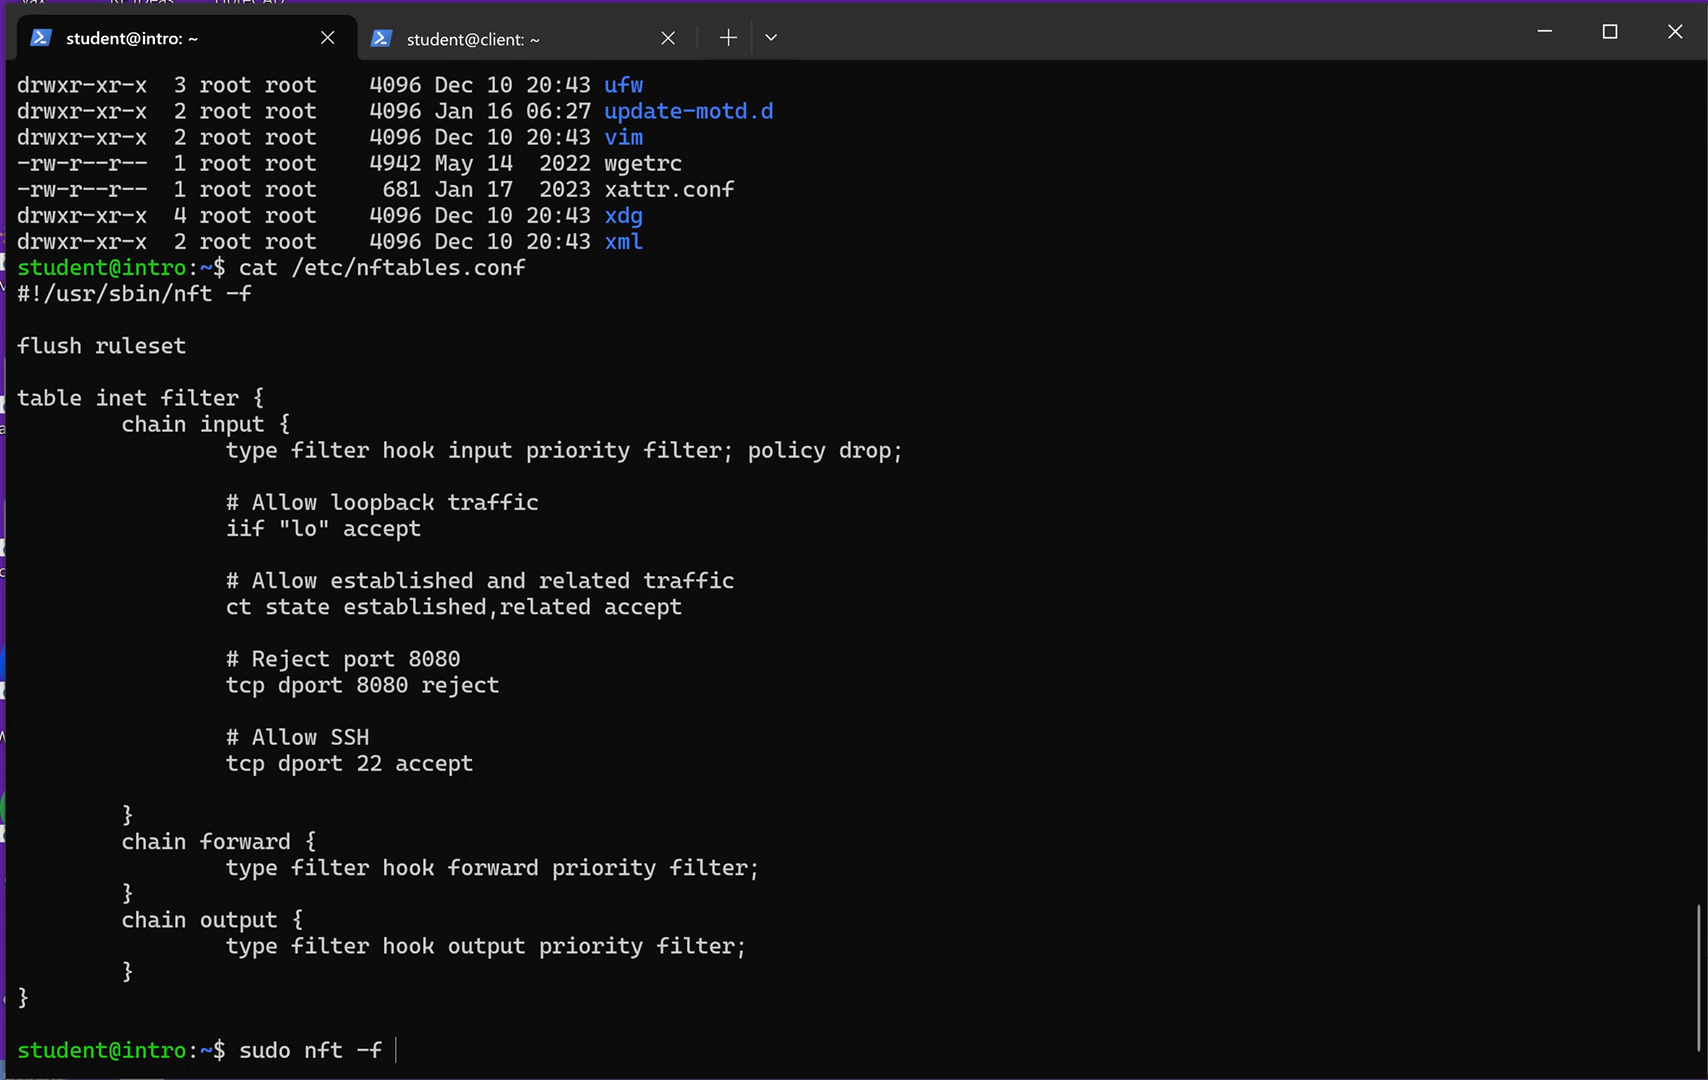 student@intro: ~
student@client: ~
drwxr-xr-x  3 root root    4096 Dec 10 20:43 ufw
drwxr-xr-x  2 root root    4096 Jan 16 06:27 update-motd.d
drwxr-xr-x  2 root root    4096 Dec 10 20:43 vim
-rw-r--r--  1 root root    4942 May 14  2022 wgetrc
-rw-r--r--  1 root root     681 Jan 17  2023 xattr.conf
drwxr-xr-x  4 root root    4096 Dec 10 20:43 xdg
drwxr-xr-x  2 root root    4096 Dec 10 20:43 xml
student@intro:~$ cat /etc/nftables.conf
#!/usr/sbin/nft -f
flush ruleset
table inet filter {
        chain input {
                type filter hook input priority filter; policy drop;
                # Allow loopback traffic
                iif "lo" accept
                # Allow established and related traffic
                ct state established,related accept
                # Reject port 8080
                tcp dport 8080 reject
                # Allow SSH
                tcp dport 22 accept
        }
        chain forward {
                type filter hook forward priority filter;
        }
        chain output {
                type filter hook output priority filter;
        }
}
student@intro:~$ sudo nft -f